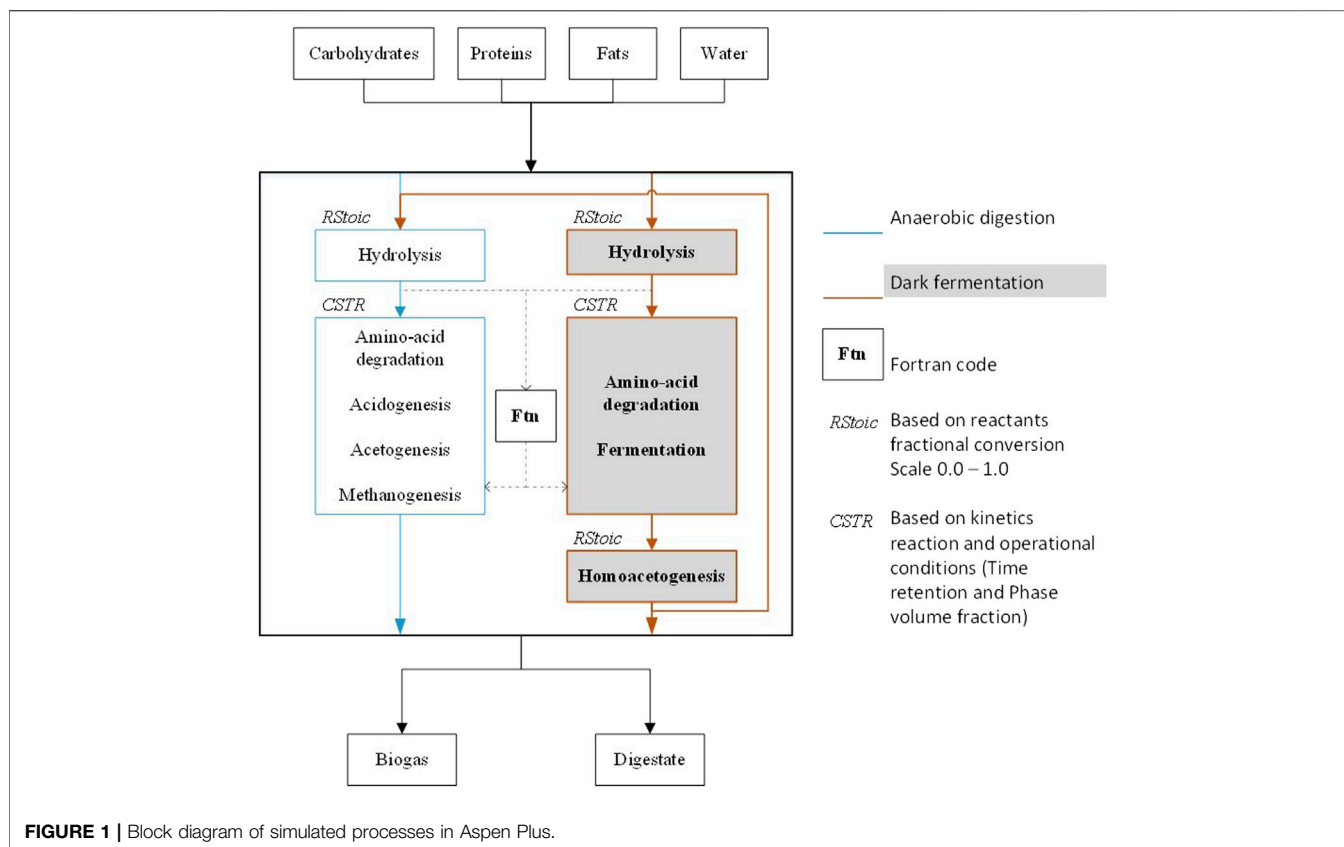 Carbohydrates
Proteins
Fats
Water
RStoic
RStoic
Hydrolysis
Hydrolysis
CSTR
CSTR
Amino-acid
degradation
Acidogenesis
Acetogenesis
Methanogenesis
Ftn
Amino-acid
degradation
Fermentation
RStoic
Homoacetogenesis
Biogas
Digestate
Anaerobic digestion
Dark fermentation
Ftn
Fortran code
RStoic
Based on reactants
fractional conversion
Scale 0.0 – 1.0
CSTR
Based on kinetics
reaction and operational
conditions (Time
retention and Phase
volume fraction)
FIGURE 1 | Block diagram of simulated processes in Aspen Plus.